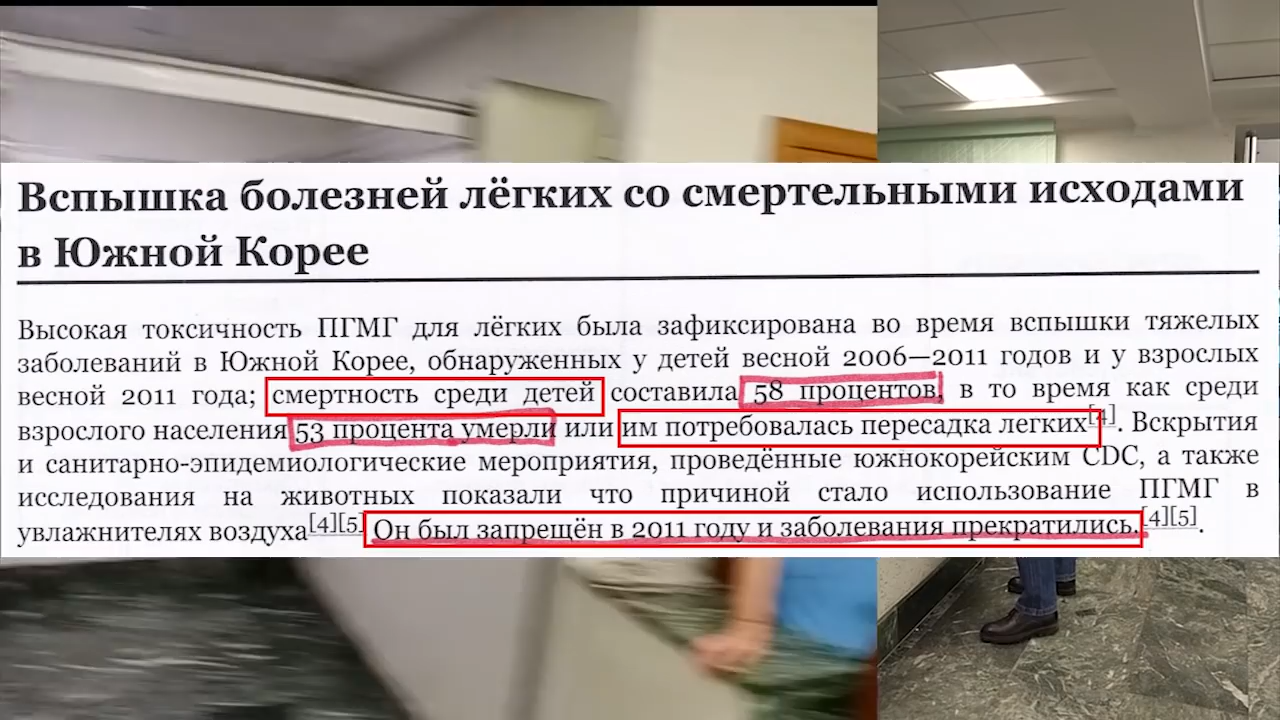 Вспышка болезней лёгких со смертельными исходами
в Южной Корее
Высокая токсичность ПГМГ для лёгких была зафиксирована во время вспышки тяжелых
заболеваний в Южной Корее, обнаруженных у детей весной 2006—2011 годов и у взрослых
весной 2011 года; смертность среди детей составила 58 процентов, в то время как среди
взрослого населения 53 процента умерли или им потребовалась пересадка легких[4]. Вскрытия
и санитарно-эпидемиологические мероприятия, проведённые южнокорейским CDC, а также
исследования на животных показали что причиной стало использование ПГМГ в
увлажнителях воздуха[4][5] Он был запрещён в 2011 году и заболевания прекратились.[4][5].